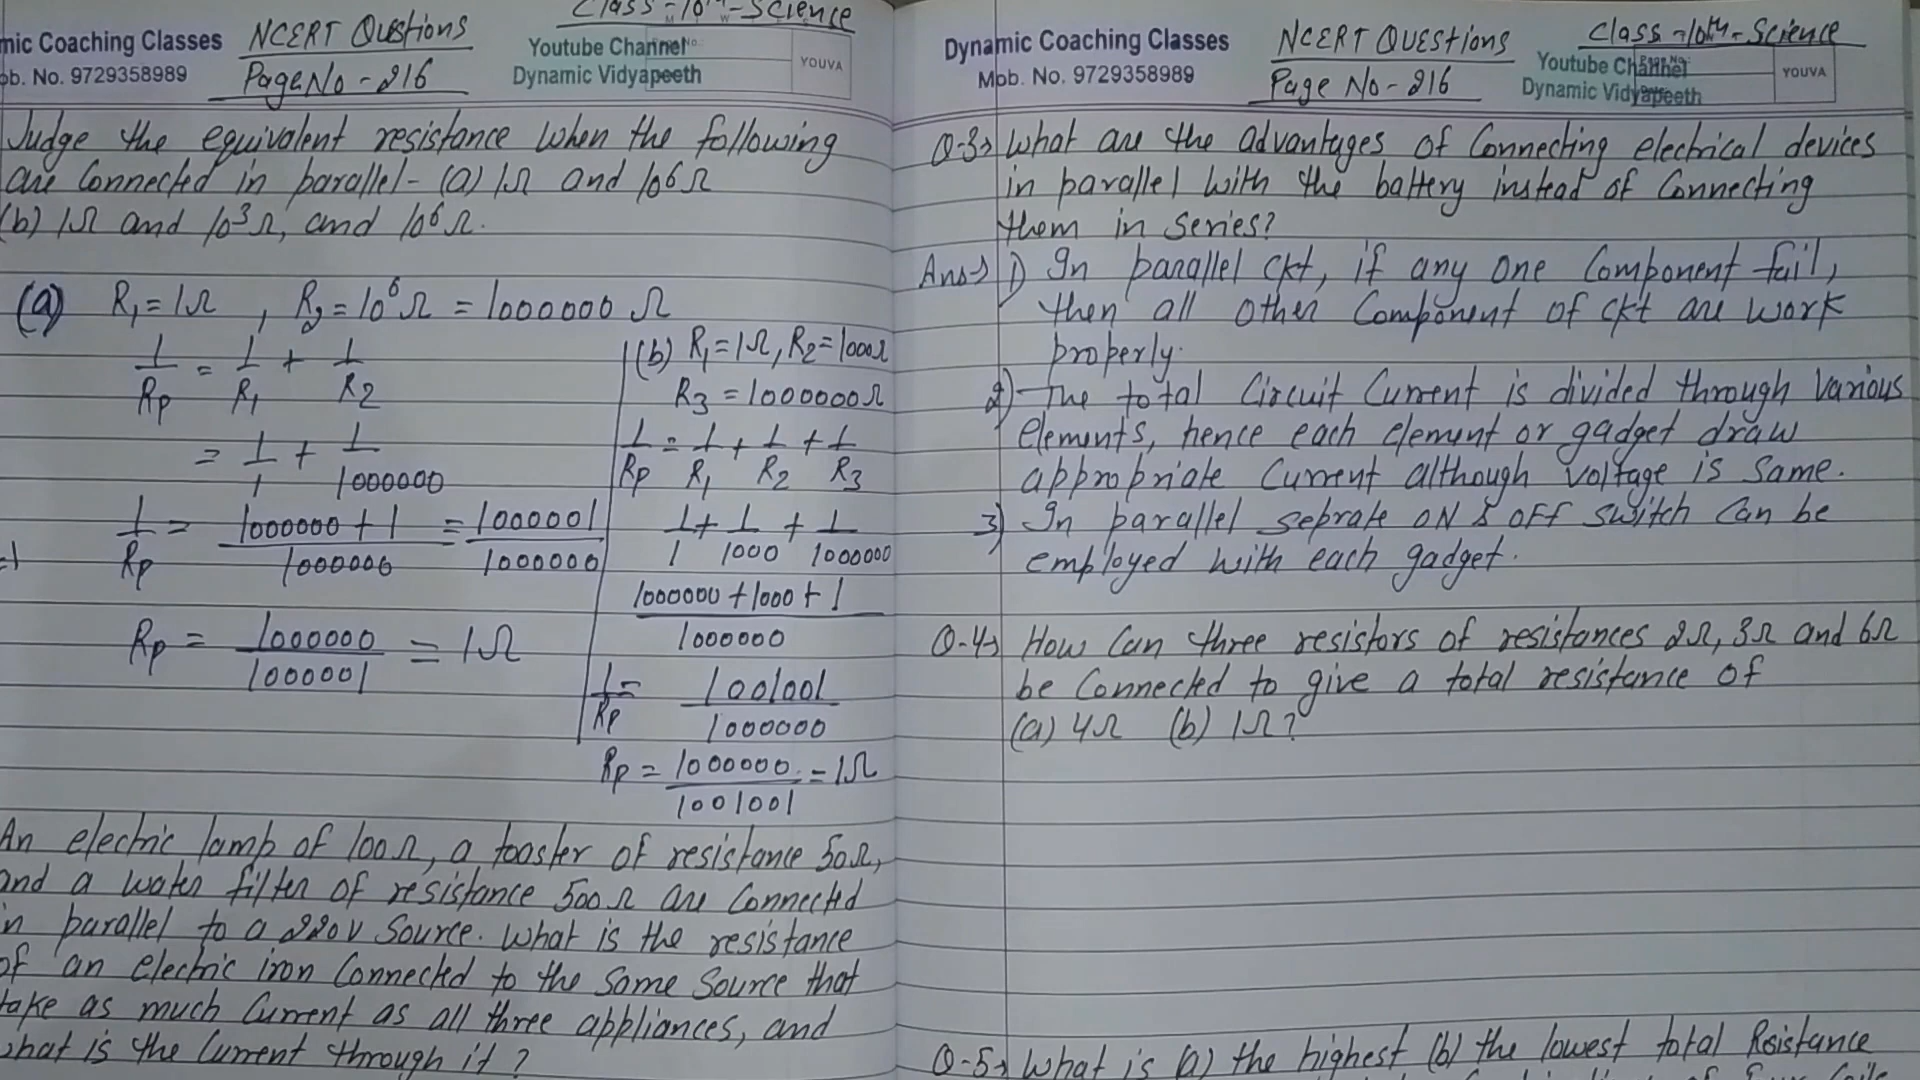 mic Coaching Classes
ob. No. 9729358989
NCERT Questions
Page No - 216
Class - 10th - Science
Youtube Channel
Dynamic Vidyapeeth
YOUVA
Judge the equivalent resistance when the following
are Connected in parallel - (a) 1Ω and 10⁶Ω
(b) 1Ω and 10³Ω, and 10⁶Ω.
(a) R₁ = 1Ω , R₂ = 10⁶Ω = 1000000 Ω
1/Rp = 1/R₁ + 1/R₂
= 1/1 + 1/1000000
1/Rp = 1000000 + 1/1000000 = 1000001/1000000
Rp = 1000000/1000001 = 1Ω
(b) R₁ = 1Ω, R₂ = 1000Ω
R₃ = 1000000Ω
1/Rp = 1/R₁ + 1/R₂ + 1/R₃
1/1 + 1/1000 + 1/1000000
1000000 + 1000 + 1/1000000
1/Rp = 1001001/1000000
Rp = 1000000/1001001 = 1Ω
An electric lamp of 100Ω, a toaster of resistance 50Ω,
and a water filter of resistance 500Ω are Connected
in parallel to a 220V Source. What is the resistance
of an electric iron Connected to the Same Source that
take as much Current as all three appliances, and
what is the Current through it?
Dynamic Coaching Classes
Mob. No. 9729358989
NCERT QUESTIONS
Page No - 216
Class - 10th - Science
Youtube Channel
Dynamic Vidyapeeth
YOUVA
Q-3→ What are the advantages of Connecting electrical devices
in parallel with the battery instead of Connecting
them in Series?
Ans→ 1) In parallel ckt, if any one Component fail,
then all other Component of ckt are work
properly.
2) The total Circuit Current is divided through various
elements, hence each element or gadget draw
appropriate Current although voltage is Same.
3) In parallel seprate ON & OFF switch Can be
employed with each gadget.
Q-4→ How Can three resistors of resistances 2Ω, 3Ω and 6Ω
be Connected to give a total resistance of
(a) 4Ω (b) 1Ω?
Q-5→ What is (a) the highest (b) the lowest total Resistance